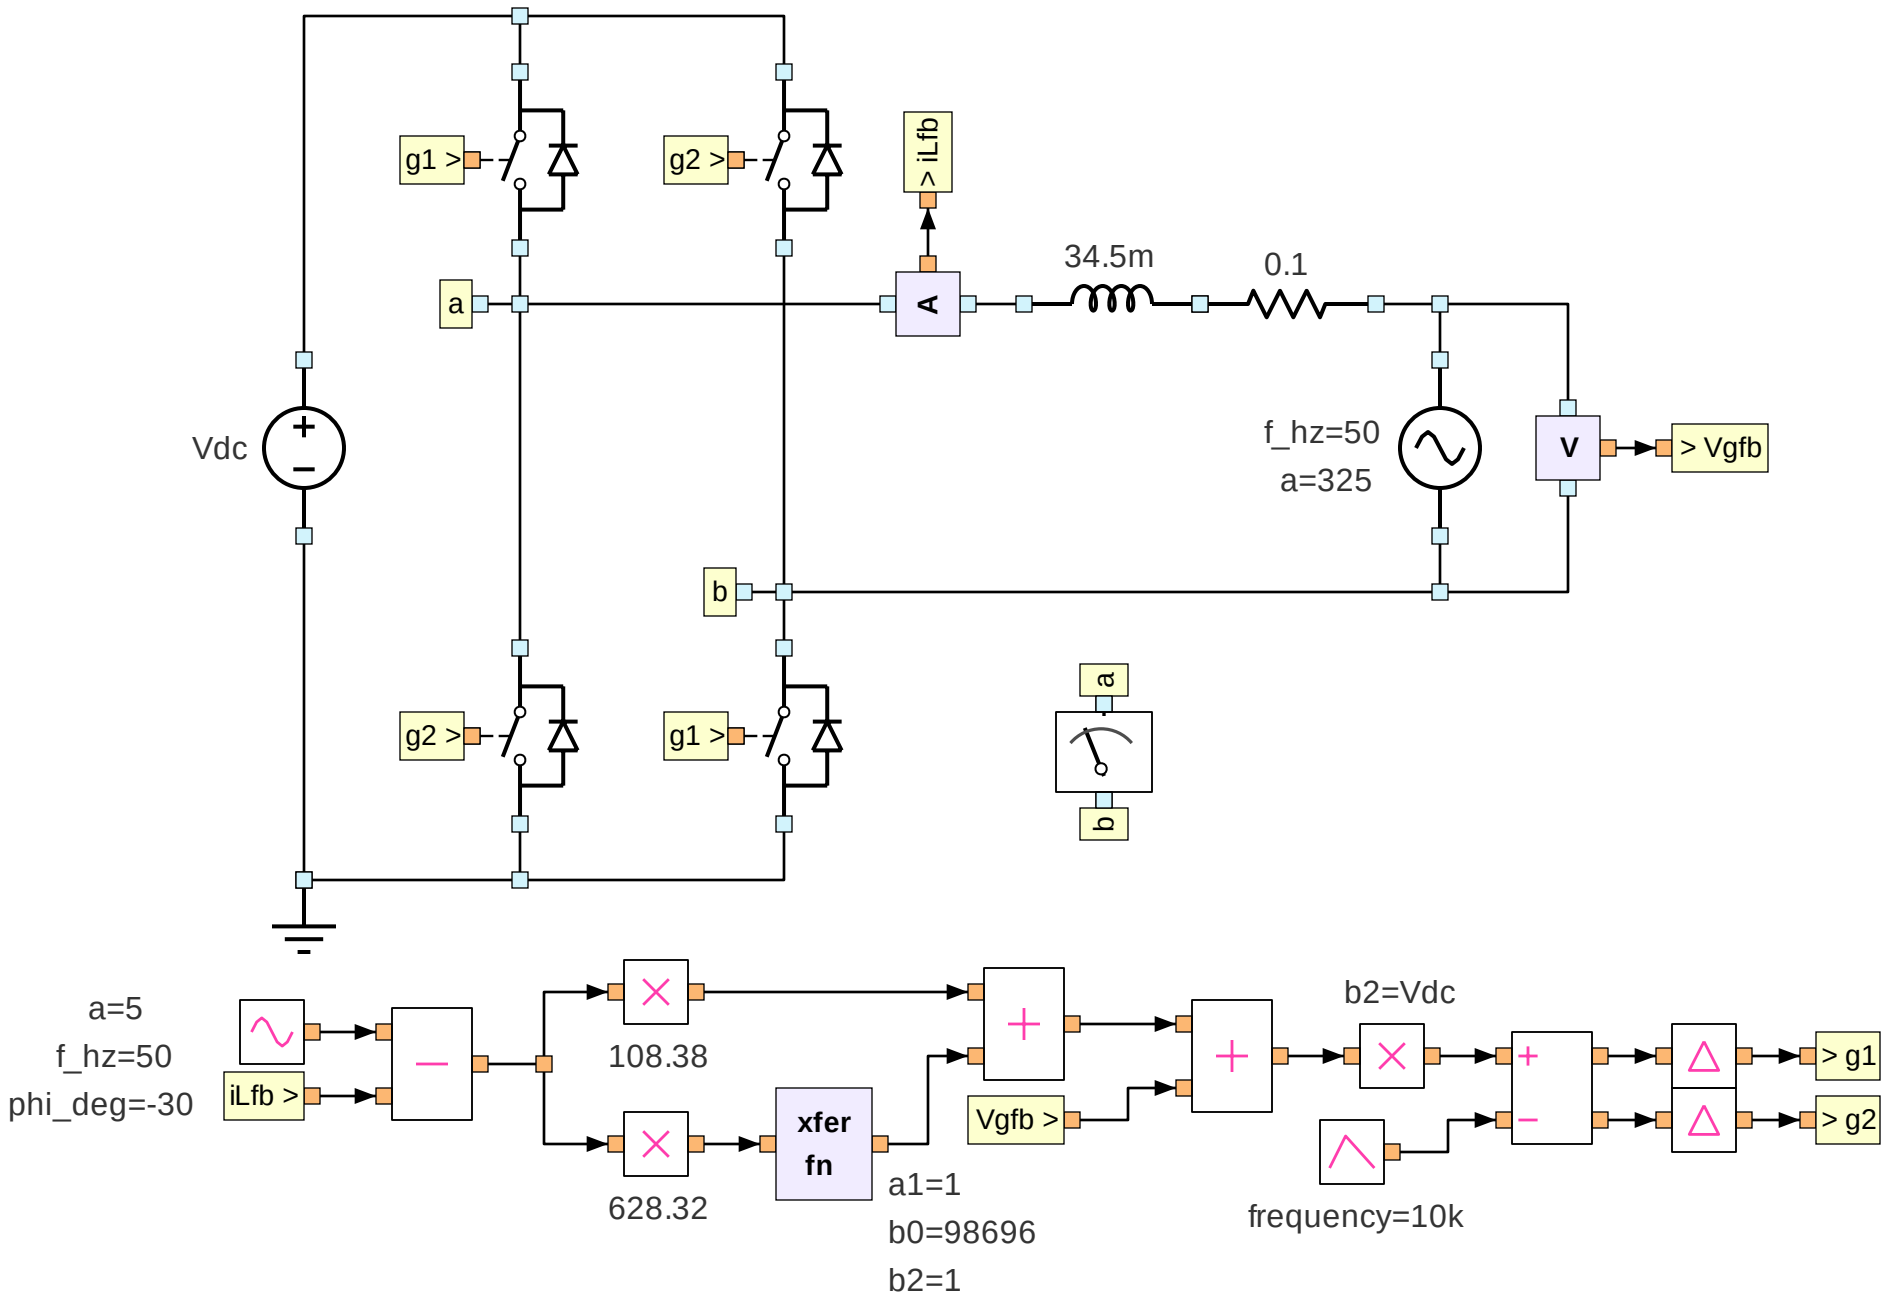 g1 >
g2 >
> iLfb
34.5m
0.1
a
A
Vdc
f_hz=50
a=325
V
> Vgfb
b
g2 >
g1 >
a
b
a=5
f_hz=50
phi_deg=-30
iLfb >
108.38
628.32
xfer
fn
a1=1
b0=98696
b2=1
Vgfb >
b2=Vdc
frequency=10k
> g1
> g2